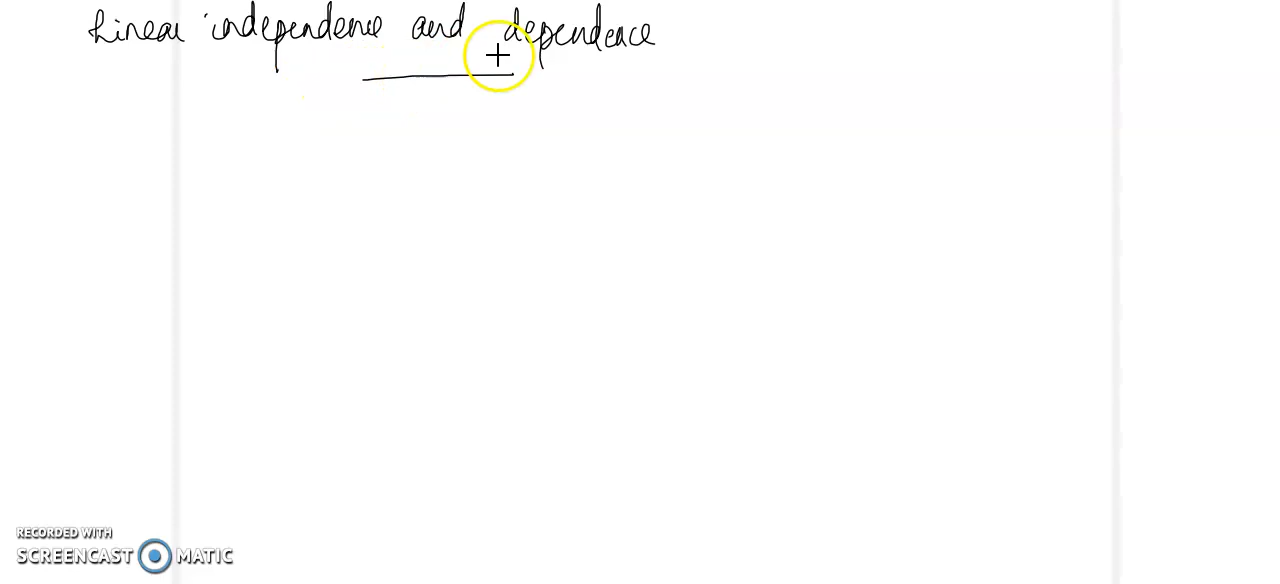 Linear independence and dependence
RECORDED WITH
SCREENCAST MATIC